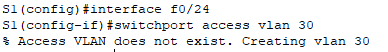 S1(config)#interface f0/24
S1(config-if)#switchport access vlan 30
% Access VLAN does not exist. Creating vlan 30